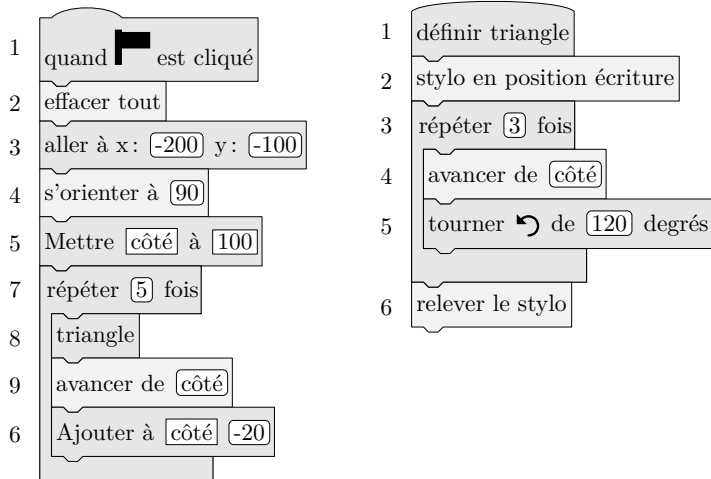 1 quand est cliqué
2 effacer tout
3 aller à x: -200 y: -100
4 s'orienter à 90
5 Mettre côté à 100
7 répéter 5 fois
8 triangle
9 avancer de côté
6 Ajouter à côté -20
1 définir triangle
2 stylo en position écriture
3 répéter 3 fois
4 avancer de côté
5 tourner de 120 degrés
6 relever le stylo